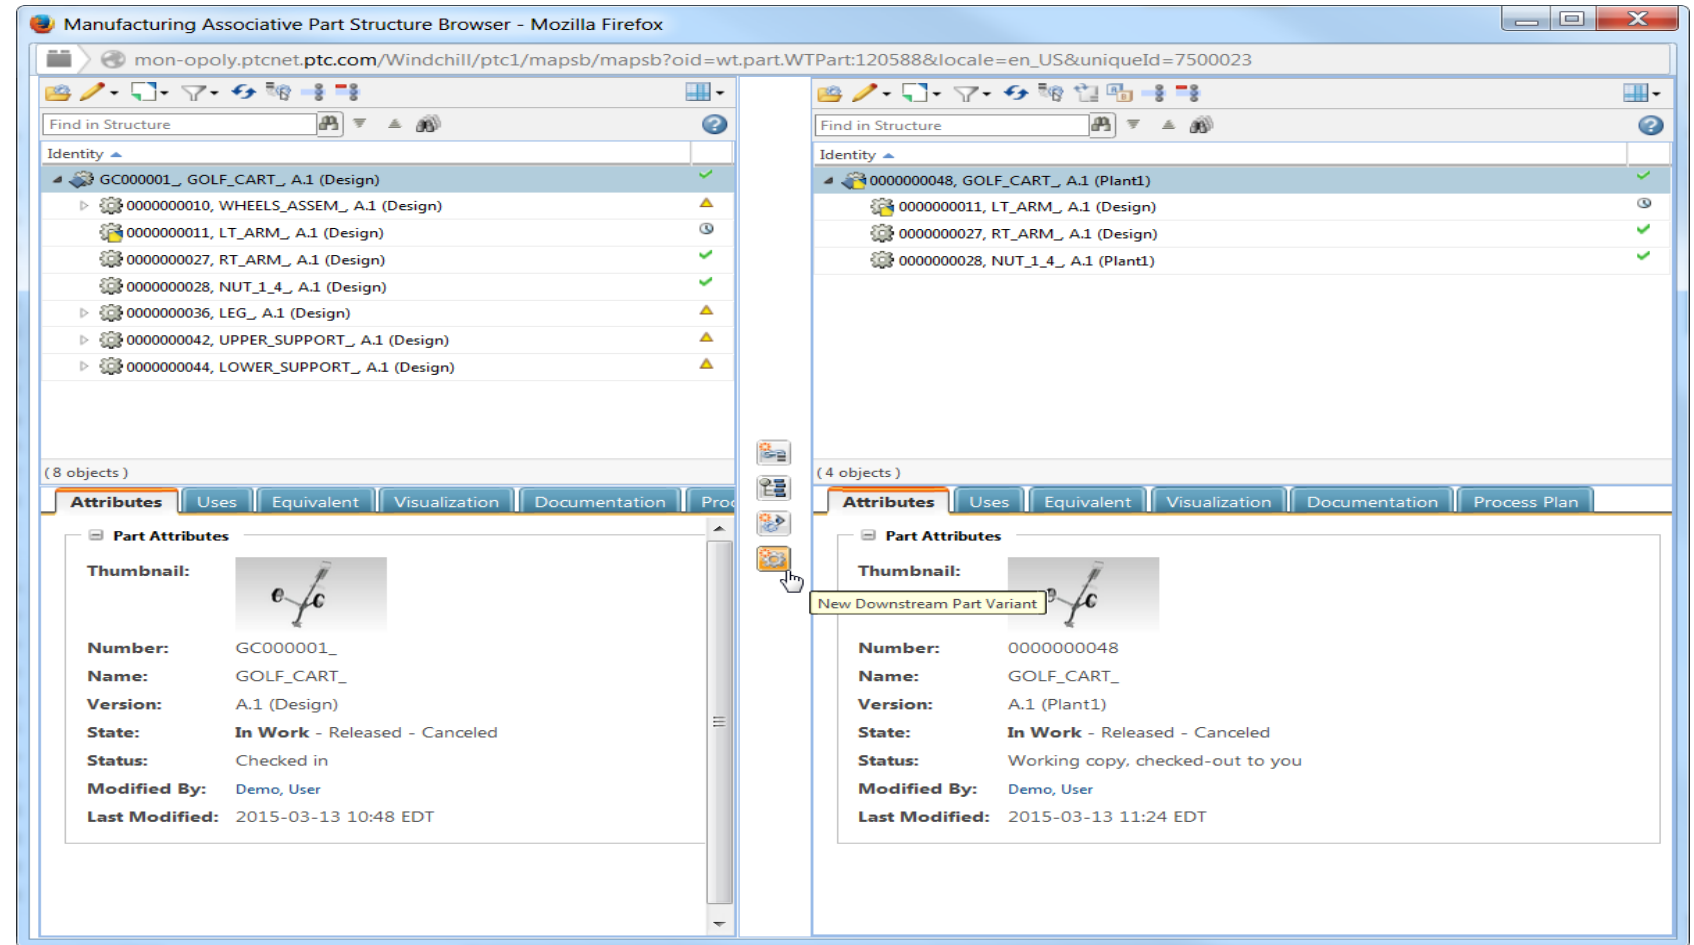 Manufacturing Associative Part Structure Browser - Mozilla Firefox
mon-opoly.ptcnet.ptc.com/Windchill/ptc1/mapsb/mapsb?oid=wt.part.WTPart:120588&locale=en_US&uniqueId=7500023
Find in Structure
Identity
GC000001_, GOLF_CART_, A.1 (Design)
0000000010, WHEELS_ASSEM_, A.1 (Design)
0000000011, LT_ARM_, A.1 (Design)
0000000027, RT_ARM_, A.1 (Design)
0000000028, NUT_1_4_, A.1 (Design)
0000000036, LEG_, A.1 (Design)
0000000042, UPPER_SUPPORT_, A.1 (Design)
0000000044, LOWER_SUPPORT_, A.1 (Design)
( 8 objects )
Attributes Uses Equivalent Visualization Documentation Pro
Part Attributes
Thumbnail:
Number: GC000001_
Name: GOLF_CART_
Version: A.1 (Design)
State: In Work - Released - Canceled
Status: Checked in
Modified By: Demo, User
Last Modified: 2015-03-13 10:48 EDT
New Downstream Part Variant
Find in Structure
Identity
0000000048, GOLF_CART_, A.1 (Plant1)
0000000011, LT_ARM_, A.1 (Design)
0000000027, RT_ARM_, A.1 (Design)
0000000028, NUT_1_4_, A.1 (Plant1)
( 4 objects )
Attributes Uses Equivalent Visualization Documentation Process Plan
Part Attributes
Thumbnail:
Number: 0000000048
Name: GOLF_CART_
Version: A.1 (Plant1)
State: In Work - Released - Canceled
Status: Working copy, checked-out to you
Modified By: Demo, User
Last Modified: 2015-03-13 11:24 EDT